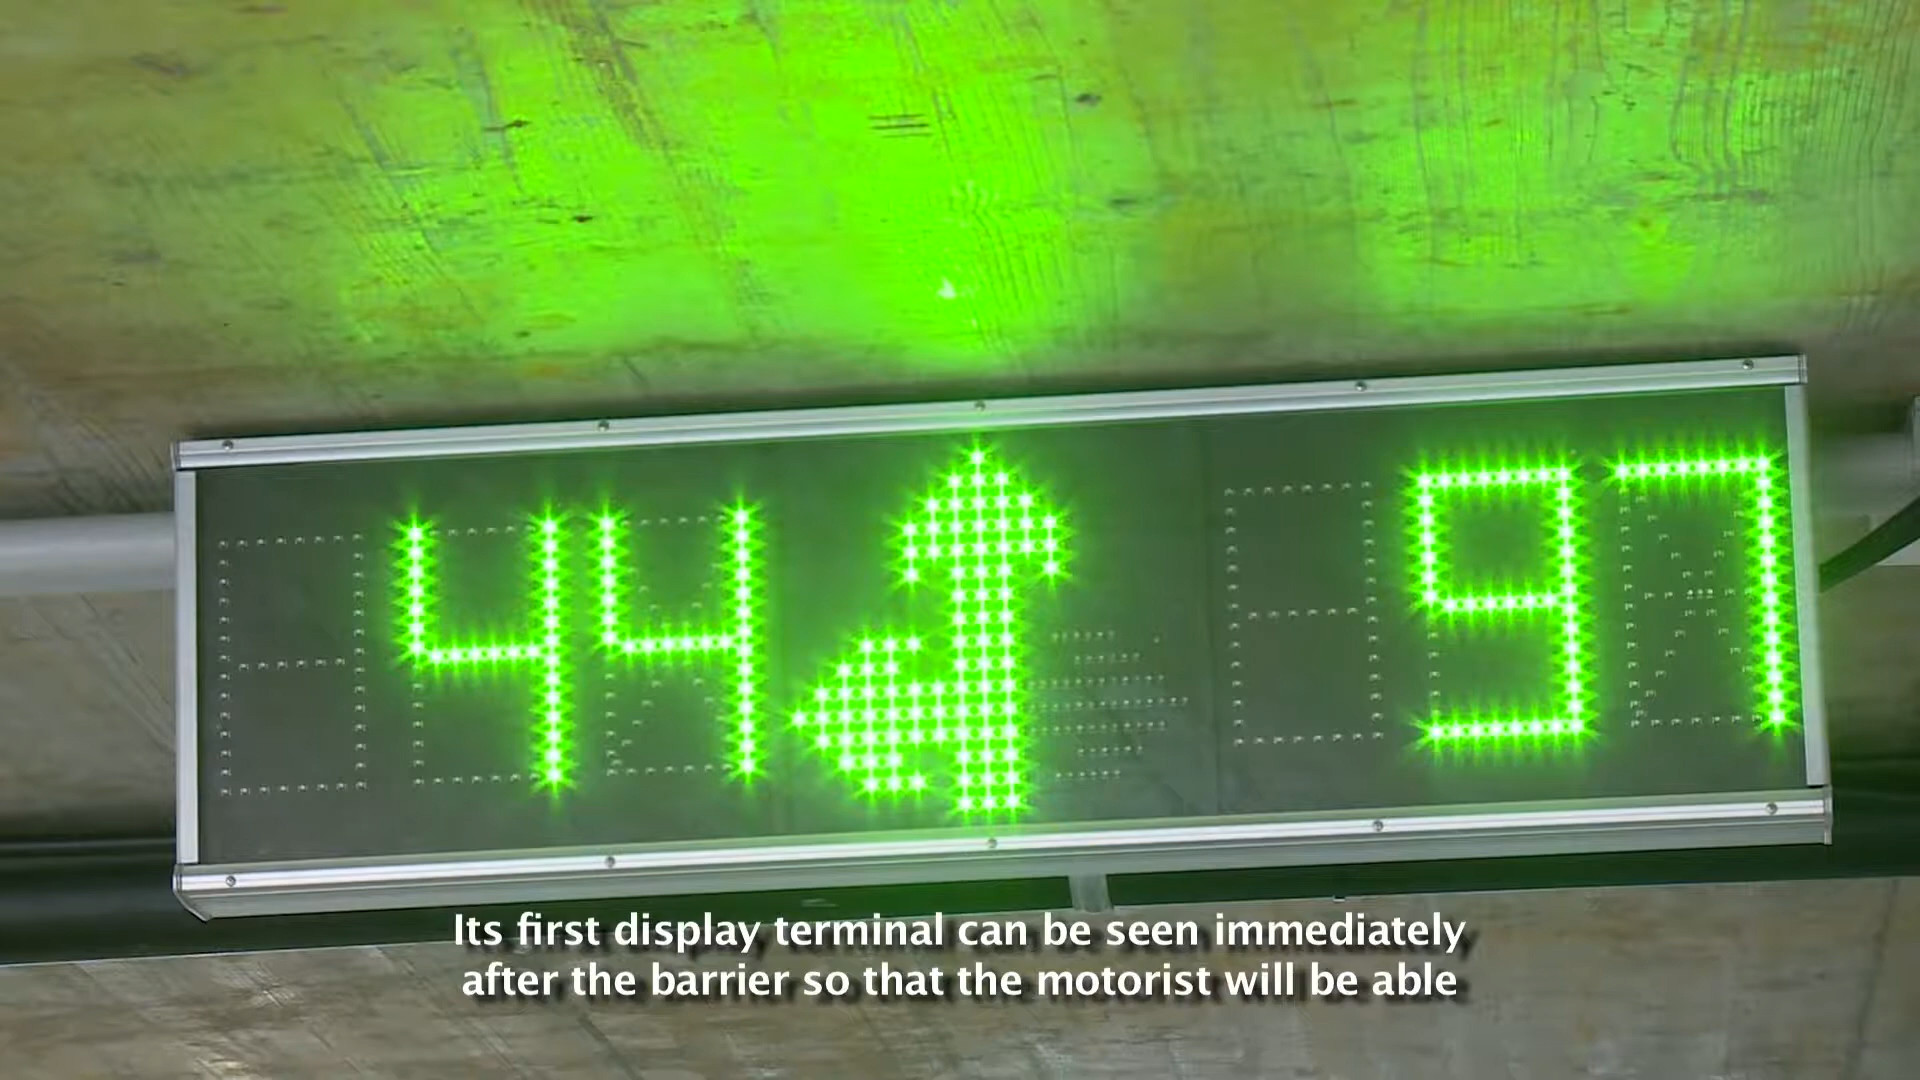 44 97
Its first display terminal can be seen immediately
after the barrier so that the motorist will be able